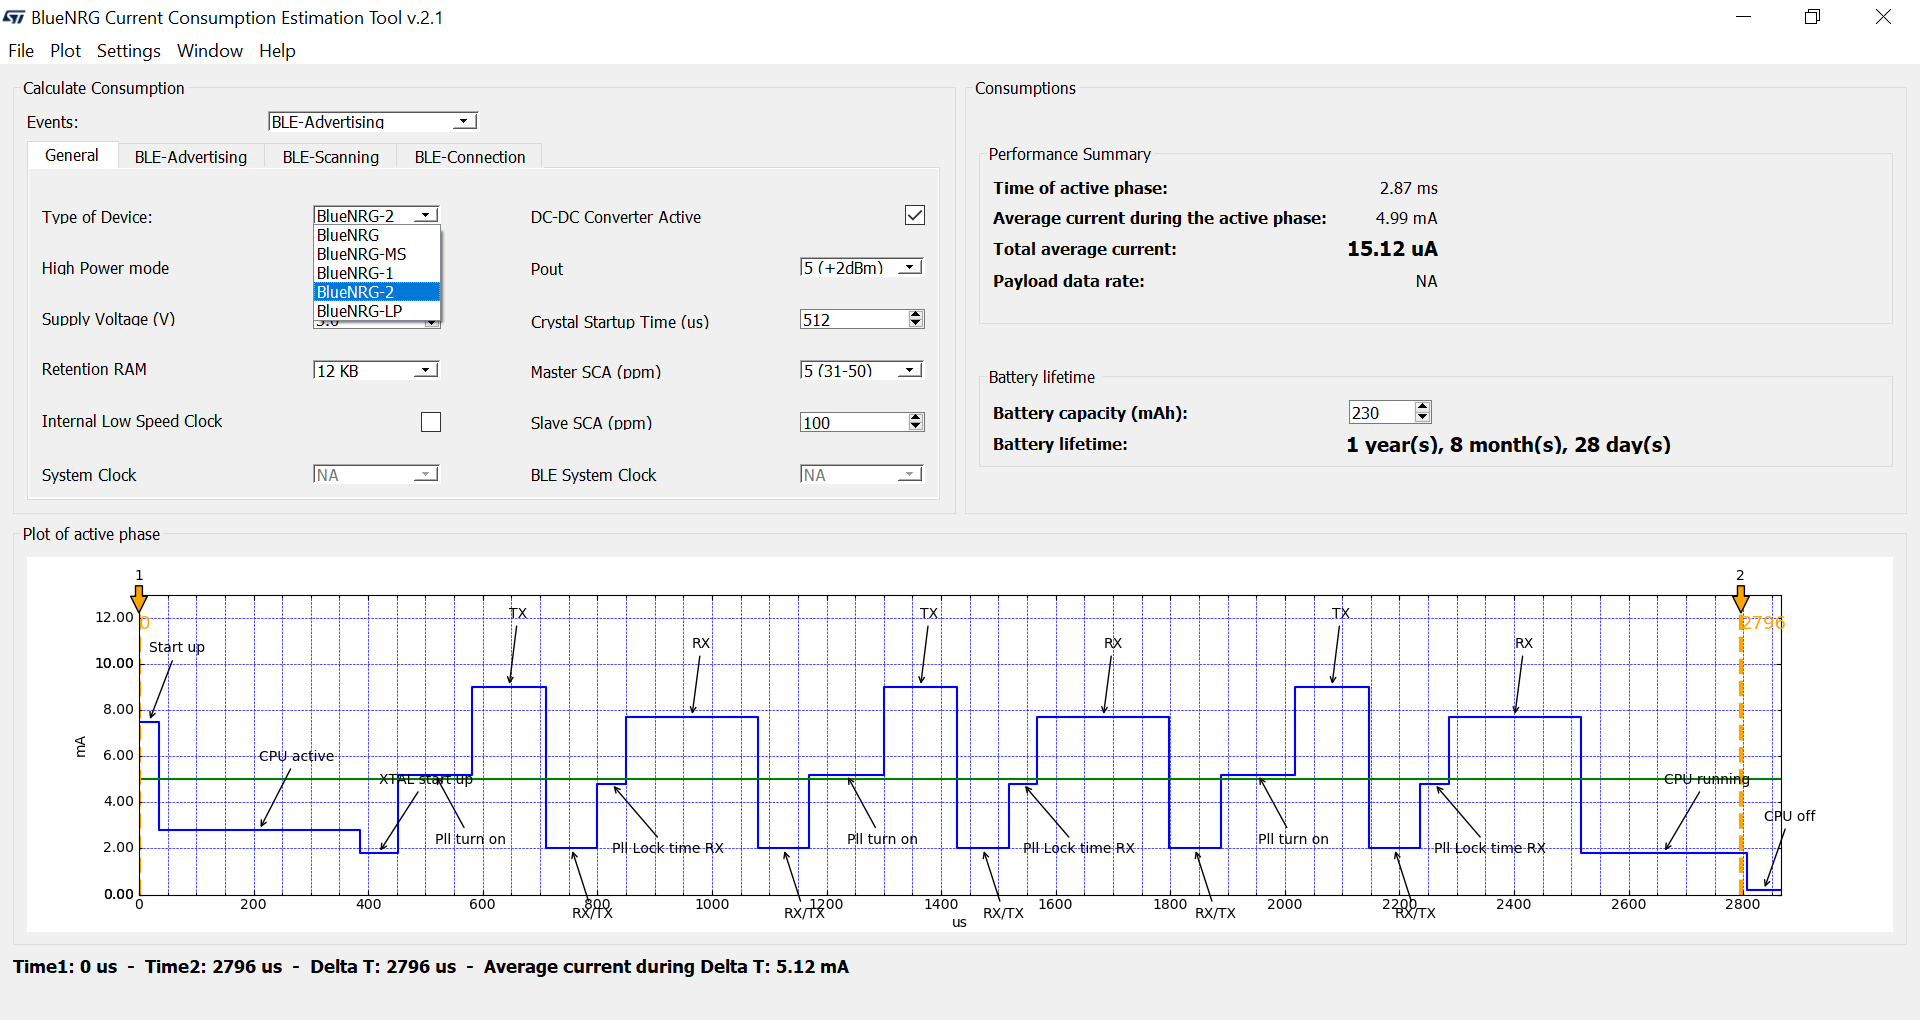 BlueNRG Current Consumption Estimation Tool v.2.1
File Plot Settings Window Help
Calculate Consumption
Events: BLE-Advertising
General BLE-Advertising BLE-Scanning BLE-Connection
Type of Device: BlueNRG-2
BlueNRG
BlueNRG-MS
BlueNRG-1
BlueNRG-2
BlueNRG-LP
DC-DC Converter Active
High Power mode
Pout 5 (+2dBm)
Supply Voltage (V) 3.0
Crystal Startup Time (us) 512
Retention RAM 12 KB
Master SCA (ppm) 5 (31-50)
Internal Low Speed Clock
Slave SCA (ppm) 100
System Clock NA
BLE System Clock NA
Consumptions
Performance Summary
Time of active phase: 2.87 ms
Average current during the active phase: 4.99 mA
Total average current: 15.12 uA
Payload data rate: NA
Battery lifetime
Battery capacity (mAh): 230
Battery lifetime: 1 year(s), 8 month(s), 28 day(s)
Plot of active phase
1 2
0 2796
12.00
10.00
8.00
6.00
4.00
2.00
0.00
mA
Start up
CPU active
XTAL start up
Pll turn on
TX
RX/TX
Pll Lock time RX
RX
RX/TX
Pll turn on
TX
RX/TX
Pll Lock time RX
RX
RX/TX
Pll turn on
TX
RX/TX
Pll Lock time RX
RX
CPU running
CPU off
0 200 400 600 800 1000 1200 1400 1600 1800 2000 2200 2400 2600 2800
us
Time1: 0 us - Time2: 2796 us - Delta T: 2796 us - Average current during Delta T: 5.12 mA